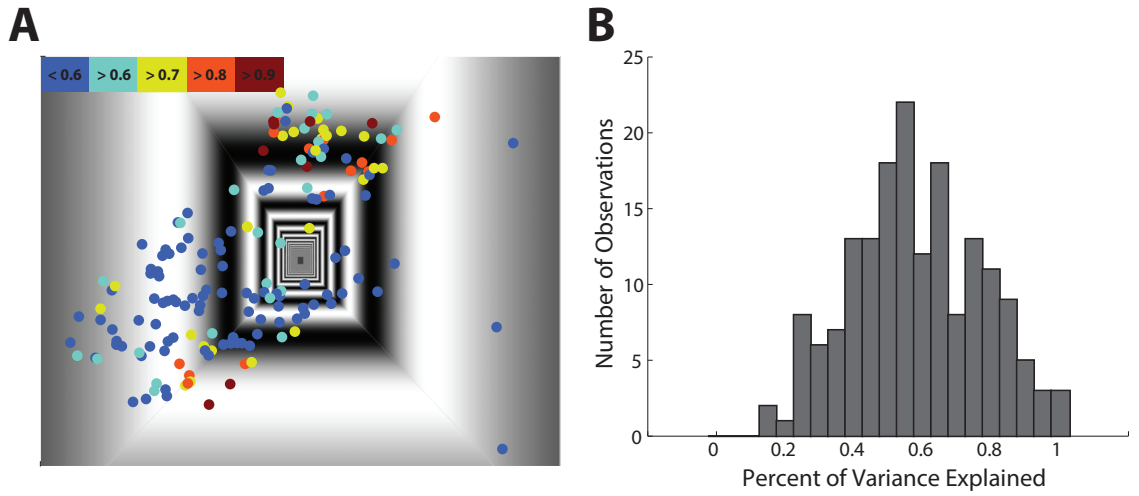 A
< 0.6 > 0.6 > 0.7 > 0.8 > 0.9
B
25
20
15
10
5
0
Number of Observations
0 0.2 0.4 0.6 0.8 1
Percent of Variance Explained